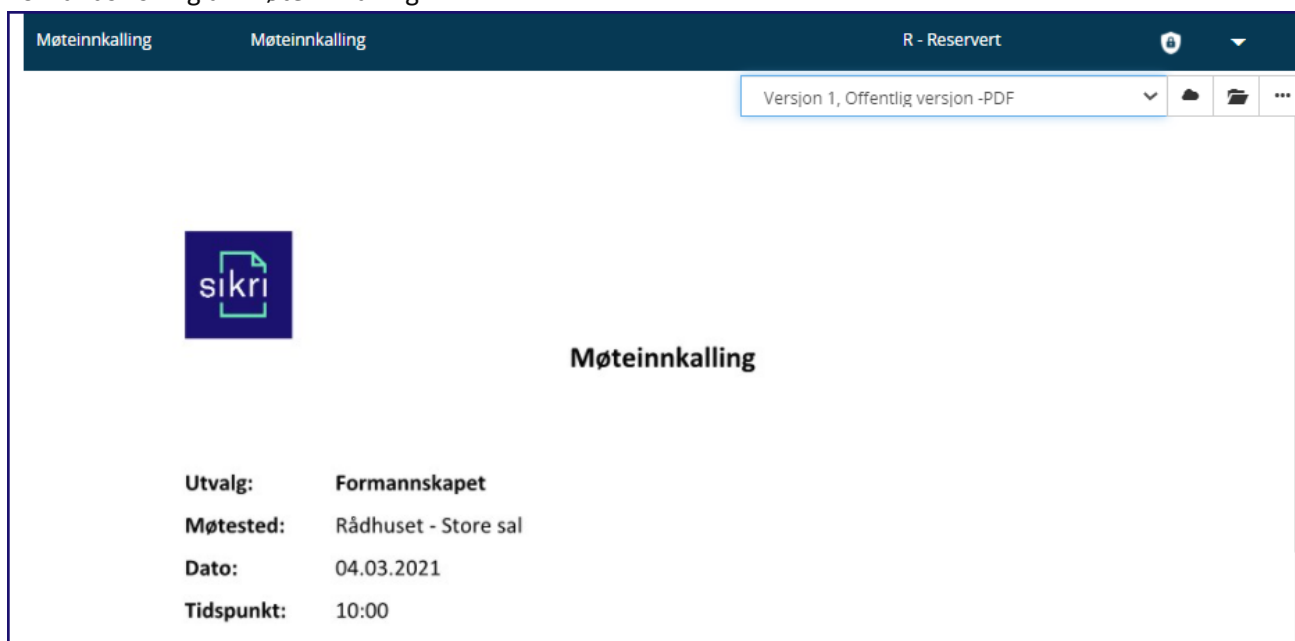 Møteinnkalling Møteinnkalling R - Reservert
Versjon 1, Offentlig versjon -PDF
sikri
Møteinnkalling
Utvalg: Formannskapet
Møtested: Rådhuset - Store sal
Dato: 04.03.2021
Tidspunkt: 10:00